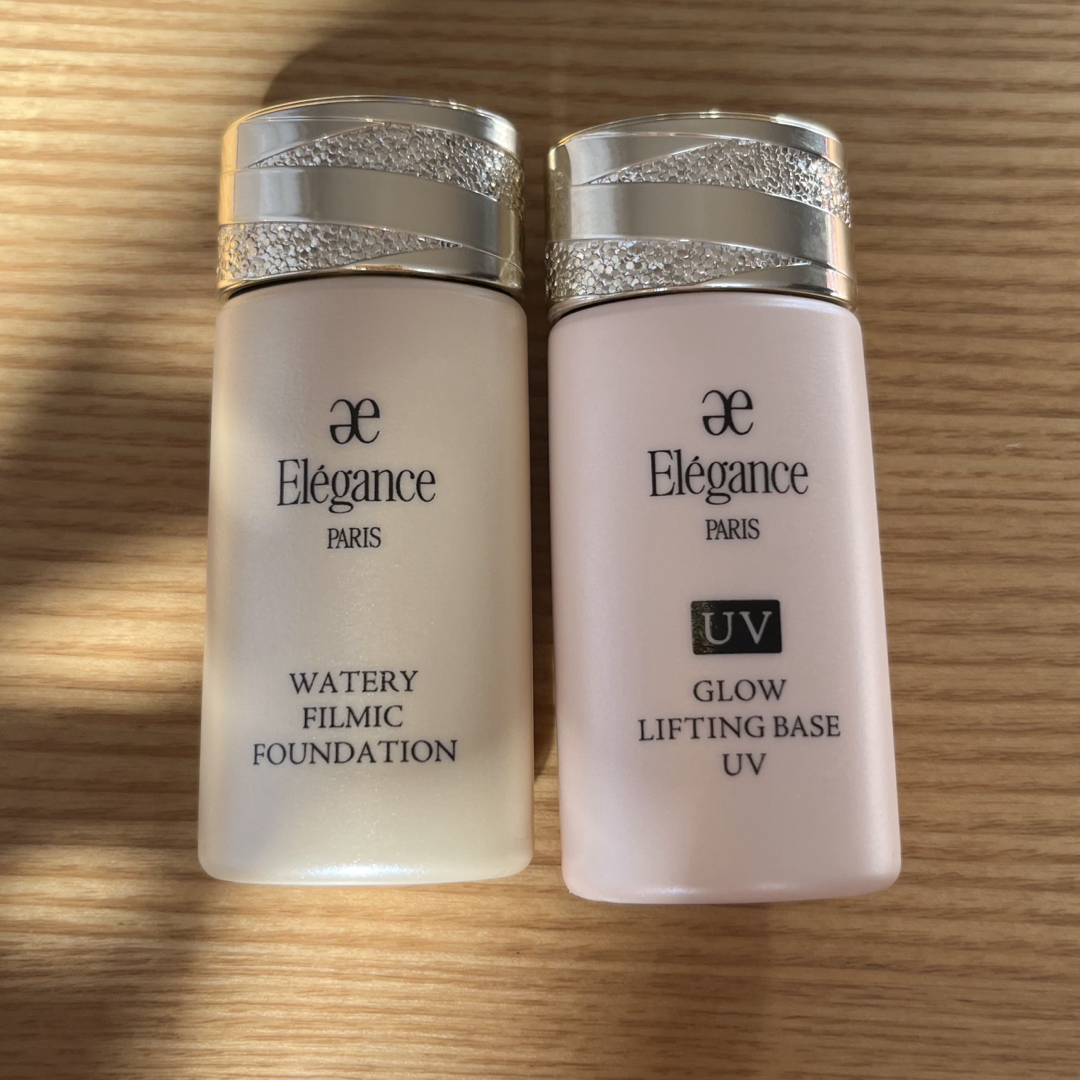 æ
Elégance
PARIS
WATERY
FILMIC
FOUNDATION
æ
Elégance
PARIS
UV
GLOW
LIFTING BASE
UV